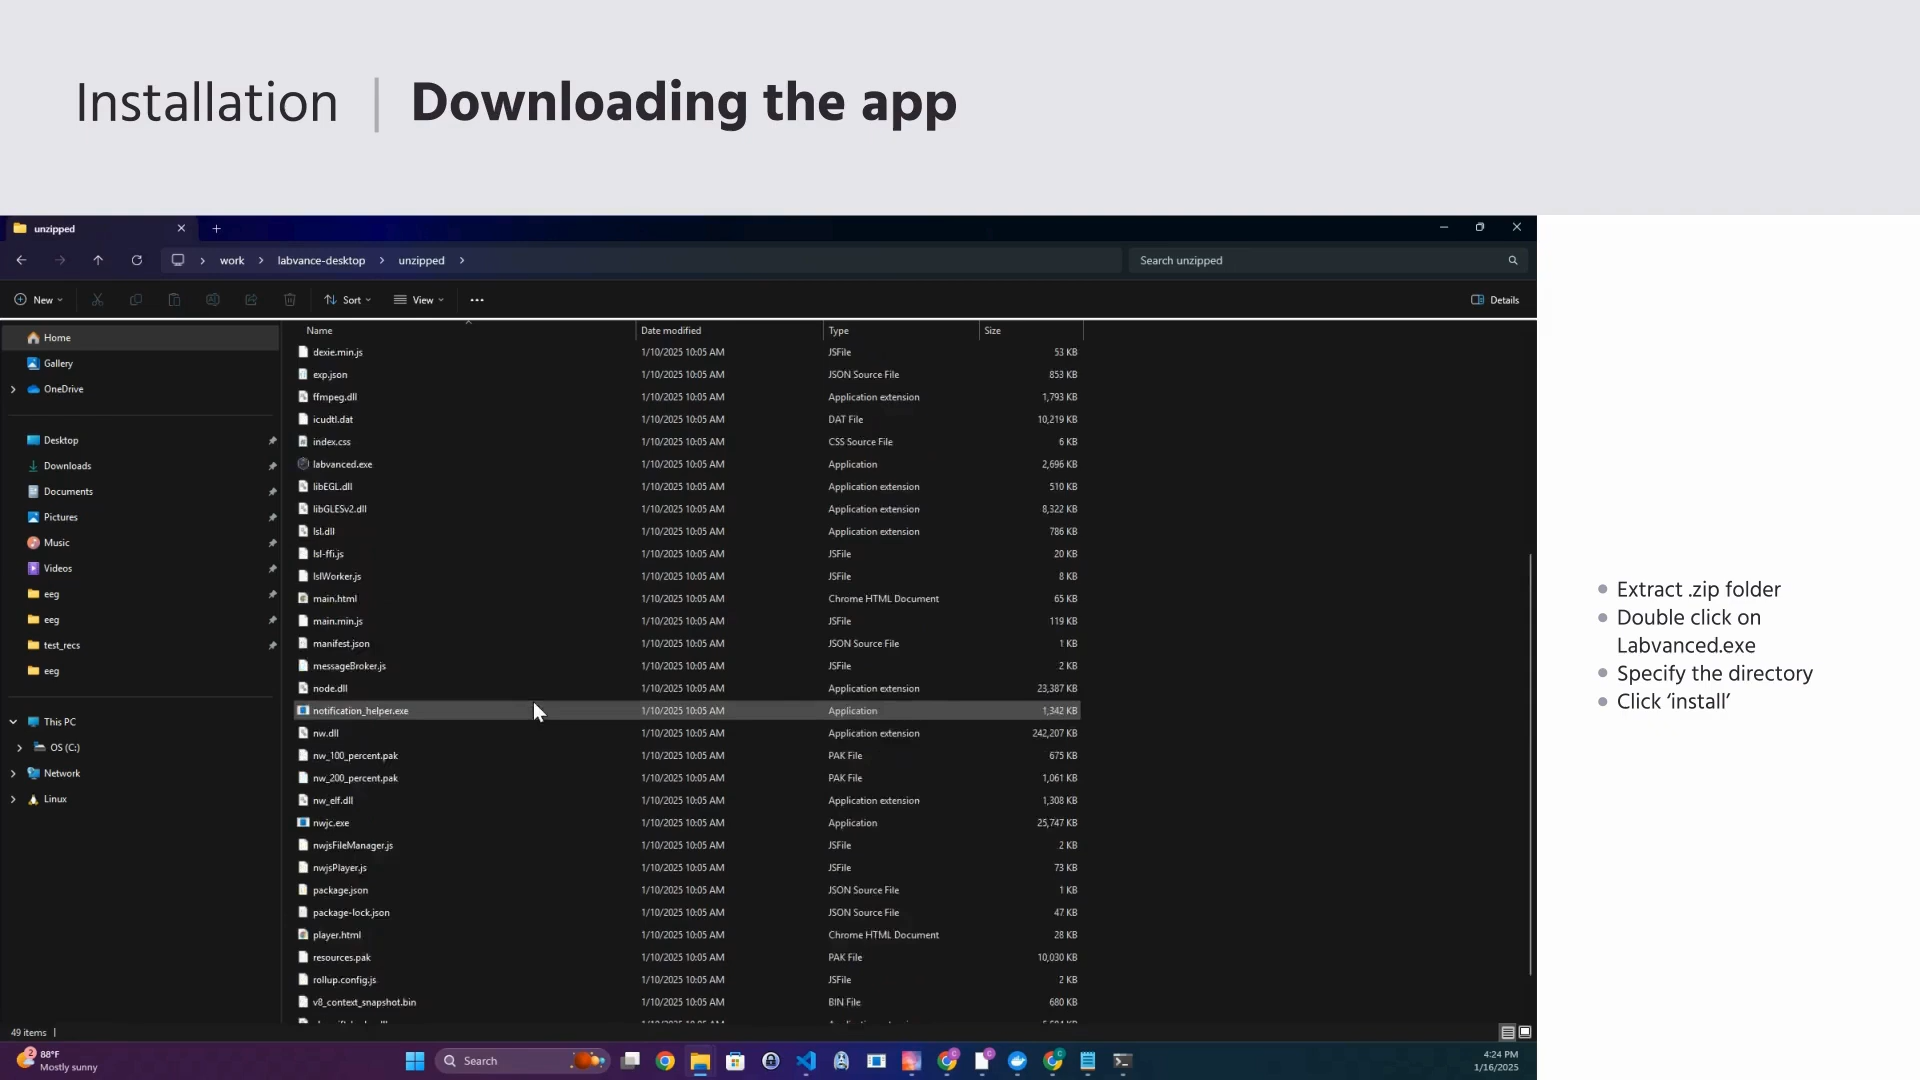 Installation | Downloading the app
unzipped
work > labvance-desktop > unzipped >
Search unzipped
New Sort View Details
Home
Gallery
OneDrive
Desktop
Downloads
Documents
Pictures
Music
Videos
eeg
eeg
test_recs
eeg
This PC
OS (C:)
Network
Linux
Name Date modified Type Size
dexie.min.js 1/10/2025 10:05 AM JSFile 53 KB
exp.json 1/10/2025 10:05 AM JSON Source File 853 KB
ffmpeg.dll 1/10/2025 10:05 AM Application extension 1,793 KB
icudtl.dat 1/10/2025 10:05 AM DAT File 10,219 KB
index.css 1/10/2025 10:05 AM CSS Source File 6 KB
labvanced.exe 1/10/2025 10:05 AM Application 2,696 KB
libEGL.dll 1/10/2025 10:05 AM Application extension 510 KB
libGLESv2.dll 1/10/2025 10:05 AM Application extension 8,322 KB
lsl.dll 1/10/2025 10:05 AM Application extension 786 KB
lsl-ffi.js 1/10/2025 10:05 AM JSFile 20 KB
lslWorker.js 1/10/2025 10:05 AM JSFile 8 KB
main.html 1/10/2025 10:05 AM Chrome HTML Document 65 KB
main.min.js 1/10/2025 10:05 AM JSFile 119 KB
manifest.json 1/10/2025 10:05 AM JSON Source File 1 KB
messageBroker.js 1/10/2025 10:05 AM JSFile 2 KB
node.dll 1/10/2025 10:05 AM Application extension 23,387 KB
notification_helper.exe 1/10/2025 10:05 AM Application 1,342 KB
nw.dll 1/10/2025 10:05 AM Application extension 242,207 KB
nw_100_percent.pak 1/10/2025 10:05 AM PAK File 675 KB
nw_200_percent.pak 1/10/2025 10:05 AM PAK File 1,061 KB
nw_elf.dll 1/10/2025 10:05 AM Application extension 1,308 KB
nwjc.exe 1/10/2025 10:05 AM Application 25,747 KB
nwjsFileManager.js 1/10/2025 10:05 AM JSFile 2 KB
nwjsPlayer.js 1/10/2025 10:05 AM JSFile 73 KB
package.json 1/10/2025 10:05 AM JSON Source File 1 KB
package-lock.json 1/10/2025 10:05 AM JSON Source File 47 KB
player.html 1/10/2025 10:05 AM Chrome HTML Document 28 KB
resources.pak 1/10/2025 10:05 AM PAK File 10,030 KB
rollup.config.js 1/10/2025 10:05 AM JSFile 2 KB
v8_context_snapshot.bin 1/10/2025 10:05 AM BIN File 680 KB
49 items
• Extract .zip folder
• Double click on
Labvanced.exe
• Specify the directory
• Click ‘install’
2
88°F
Mostly sunny
Search
4:24 PM
1/16/2025